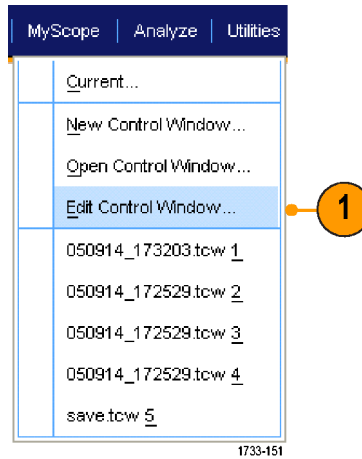 MyScope | Analyze | Utilities
Current...
New Control Window...
Open Control Window...
Edit Control Window...
1
050914_173203.tcw 1
050914_172529.tcw 2
050914_172529.tcw 3
050914_172529.tcw 4
save.tcw 5
1733-151